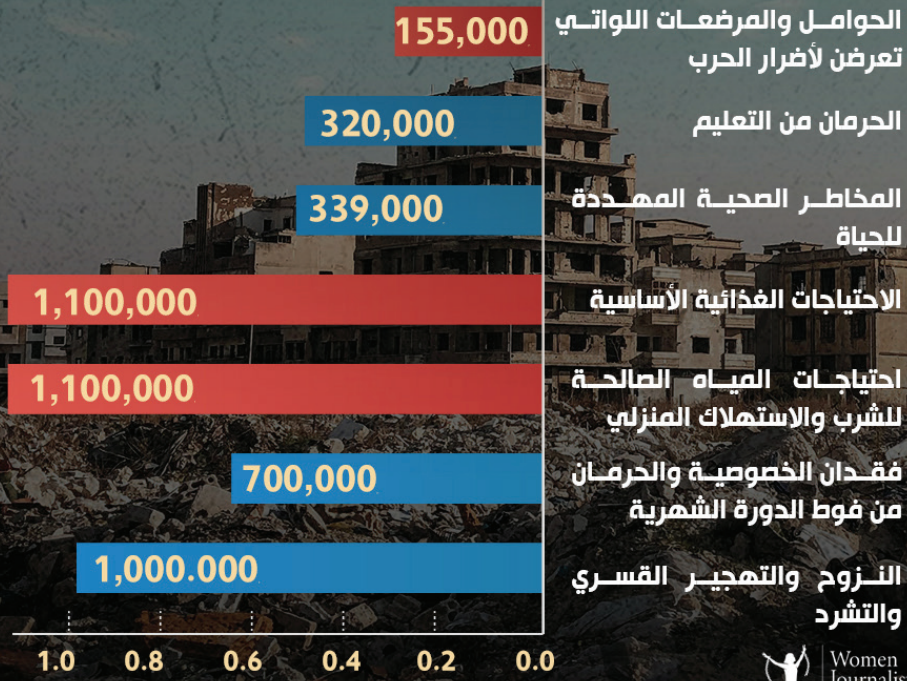 155,000
الحوامل والمرضعات اللواتي
تعرضن لأضرار الحرب
320,000
الحرمان من التعليم
339,000
المخاطر الصحية المهددة
للحياة
1,100,000
الاحتياجات الغذائية الأساسية
1,100,000
احتياجات المياه الصالحة
للشرب والاستهلاك المنزلي
700,000
فقدان الخصوصية والحرمان
من فوط الدورة الشهرية
1,000.000
النزوح والتهجير القسري
والتشرد
1.0 0.8 0.6 0.4 0.2 0.0
Women